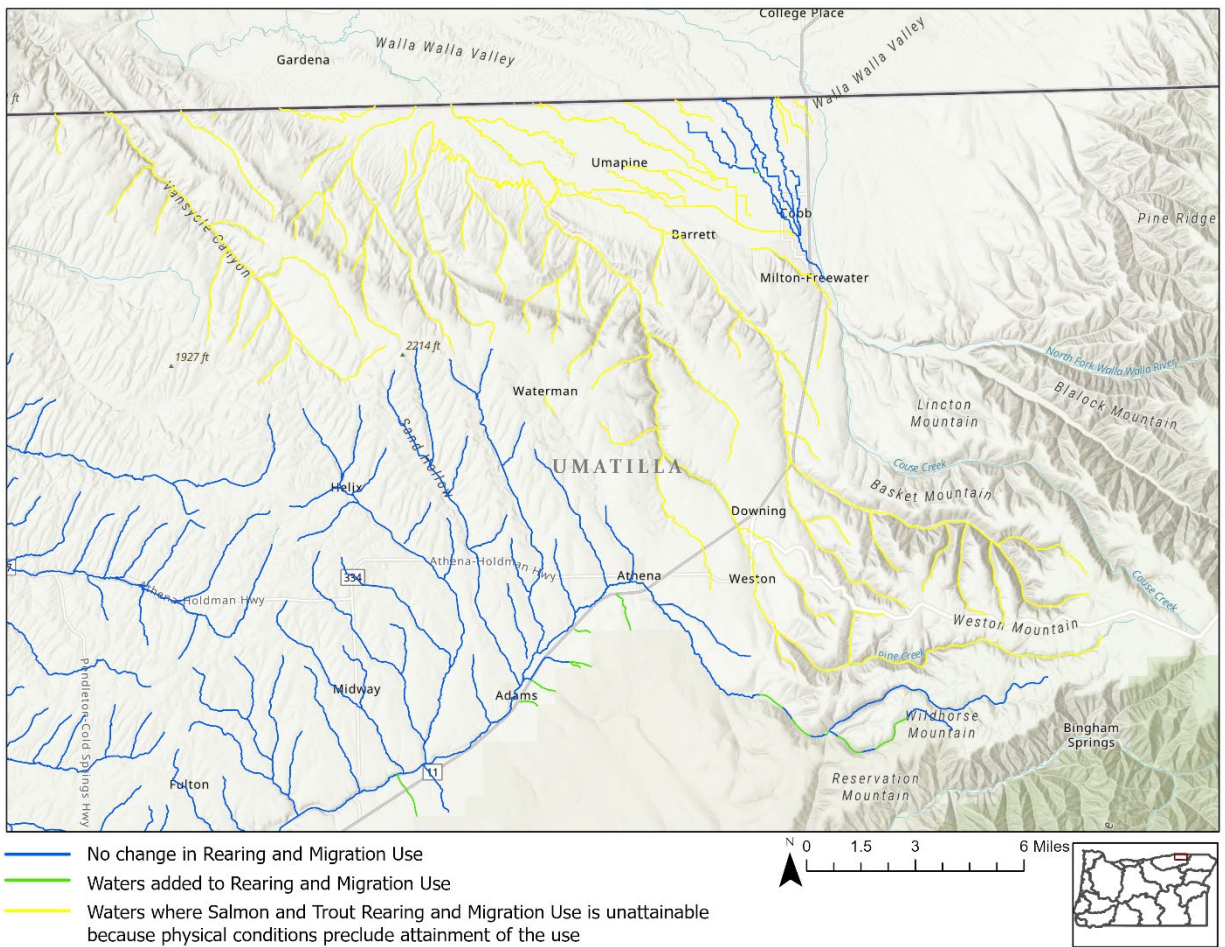 College Place
Walla Walla Valley
Gardena
Walla Walla Valley
ft
Umapine
Vansycle Canyon
Cobb
Pine Ridge
Barrett
Milton-Freewater
2214 ft
1927 ft
North Fork Walla Walla River
Waterman
Blalock Mountain
Lincton
Mountain
Sand Hollow
UMATILLA
Couse Creek
Helix
Basket Mountain
Downing
Athena-Holdman Hwy
7
334
Athena
Weston
Couse Creek
Athena-Holdman Hwy
Weston Mountain
Pine Creek
Pendleton-Cold Springs Hwy
Midway
Adams
Wildhorse
Mountain
Bingham
Springs
11
Fulton
Reservation
Mountain
e
No change in Rearing and Migration Use
Waters added to Rearing and Migration Use
Waters where Salmon and Trout Rearing and Migration Use is unattainable
because physical conditions preclude attainment of the use
N
0 1.5 3 6 Miles